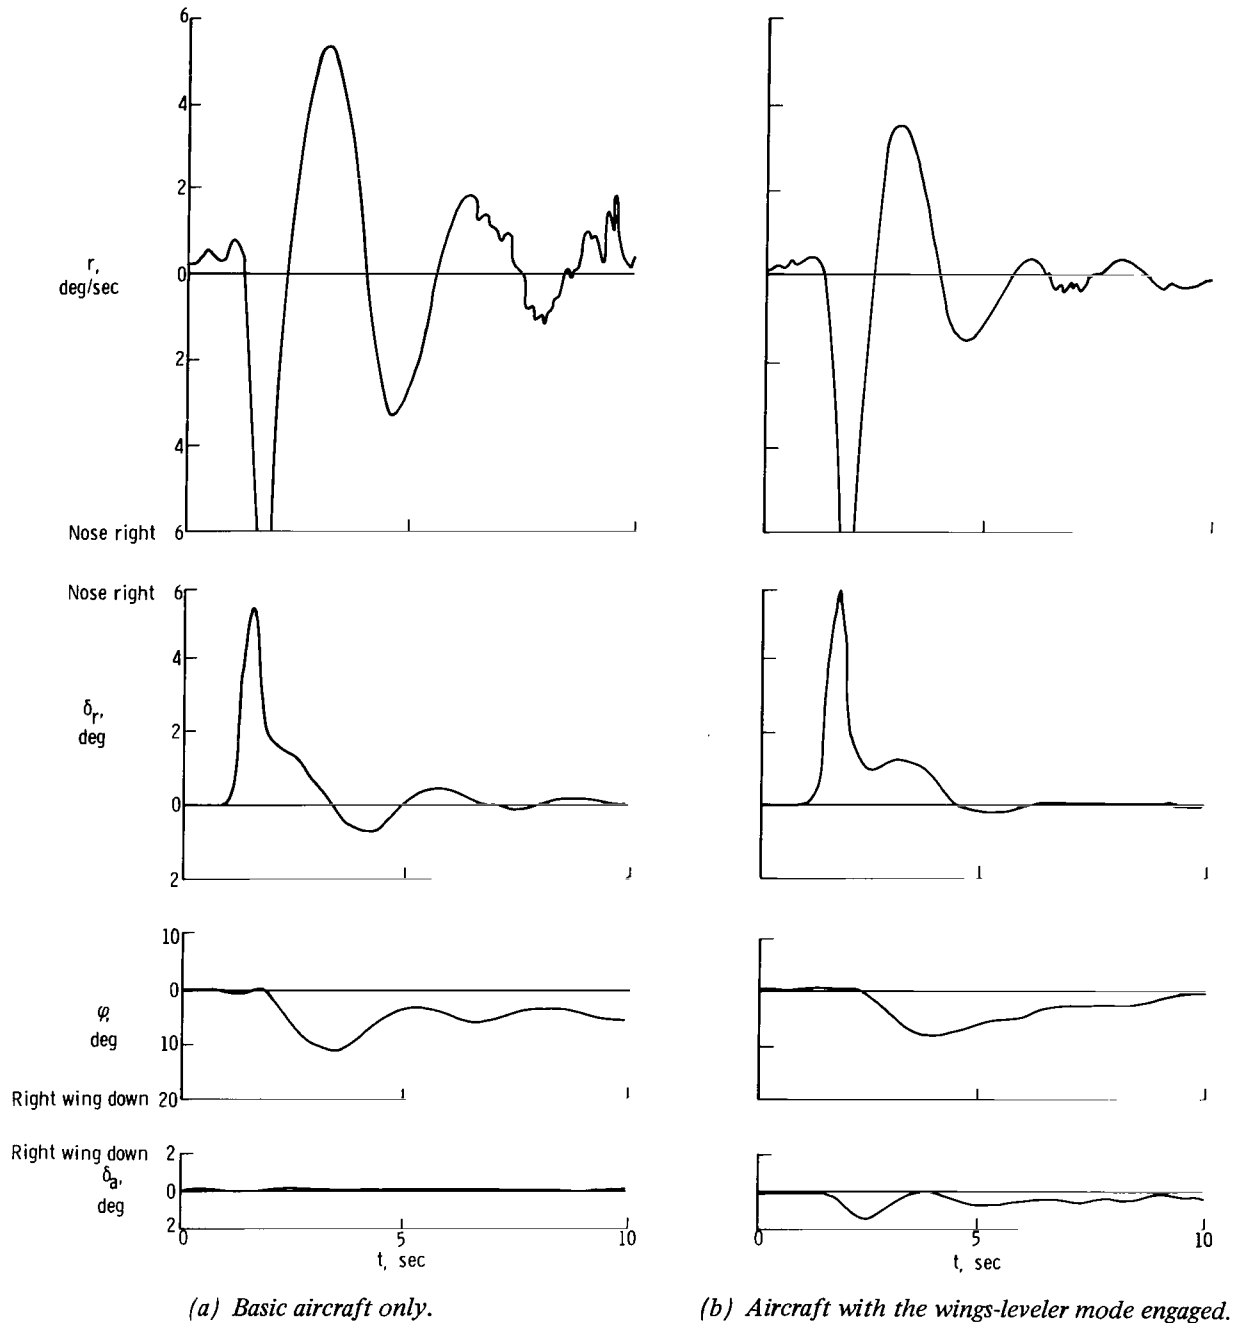 6
4
2
r,
deg/sec
0
2
4
Nose right 6
Nose right 6
4
δr,
deg
2
0
2
10
0
φ,
deg
10
Right wing down 20
Right wing down 2
δa,
deg
0
2
0 5 10
t, sec
0 5 10
t, sec
(a) Basic aircraft only.
(b) Aircraft with the wings-leveler mode engaged.